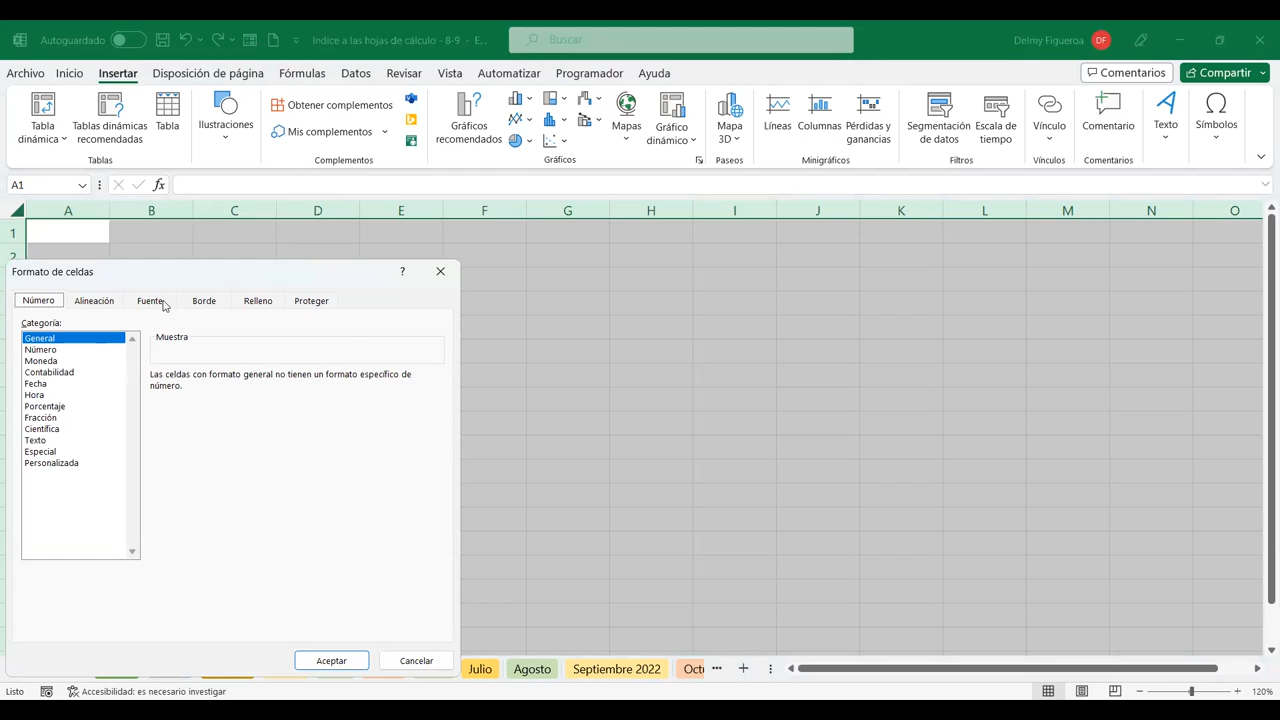 Autoguardado
Indice a las hojas de cálculo - 8-9 - E...
Buscar
Delmy Figueroa DF
Archivo Inicio Insertar Disposición de página Fórmulas Datos Revisar Vista Automatizar Programador Ayuda
Comentarios Compartir
Tabla dinámica
Tablas dinámicas recomendadas
Tabla
Tablas
Ilustraciones
Obtener complementos
Mis complementos
Complementos
Gráficos recomendados
Mapas
Gráfico dinámico
Gráficos
Mapa 3D
Paseos
Líneas
Columnas
Pérdidas y ganancias
Minigráficos
Segmentación de datos
Escala de tiempo
Filtros
Vínculo
Vínculos
Comentario
Comentarios
Texto
Símbolos
A1 fx
A B C D E F G H I J K L M N O
1
2
Formato de celdas ?
Número Alineación Fuente Borde Relleno Proteger
Categoría:
General
Número
Moneda
Contabilidad
Fecha
Hora
Porcentaje
Fracción
Científica
Texto
Especial
Personalizada
Muestra
Las celdas con formato general no tienen un formato específico de
número.
Aceptar Cancelar
Julio Agosto Septiembre 2022 Octu ...
Listo Accesibilidad: es necesario investigar 120%